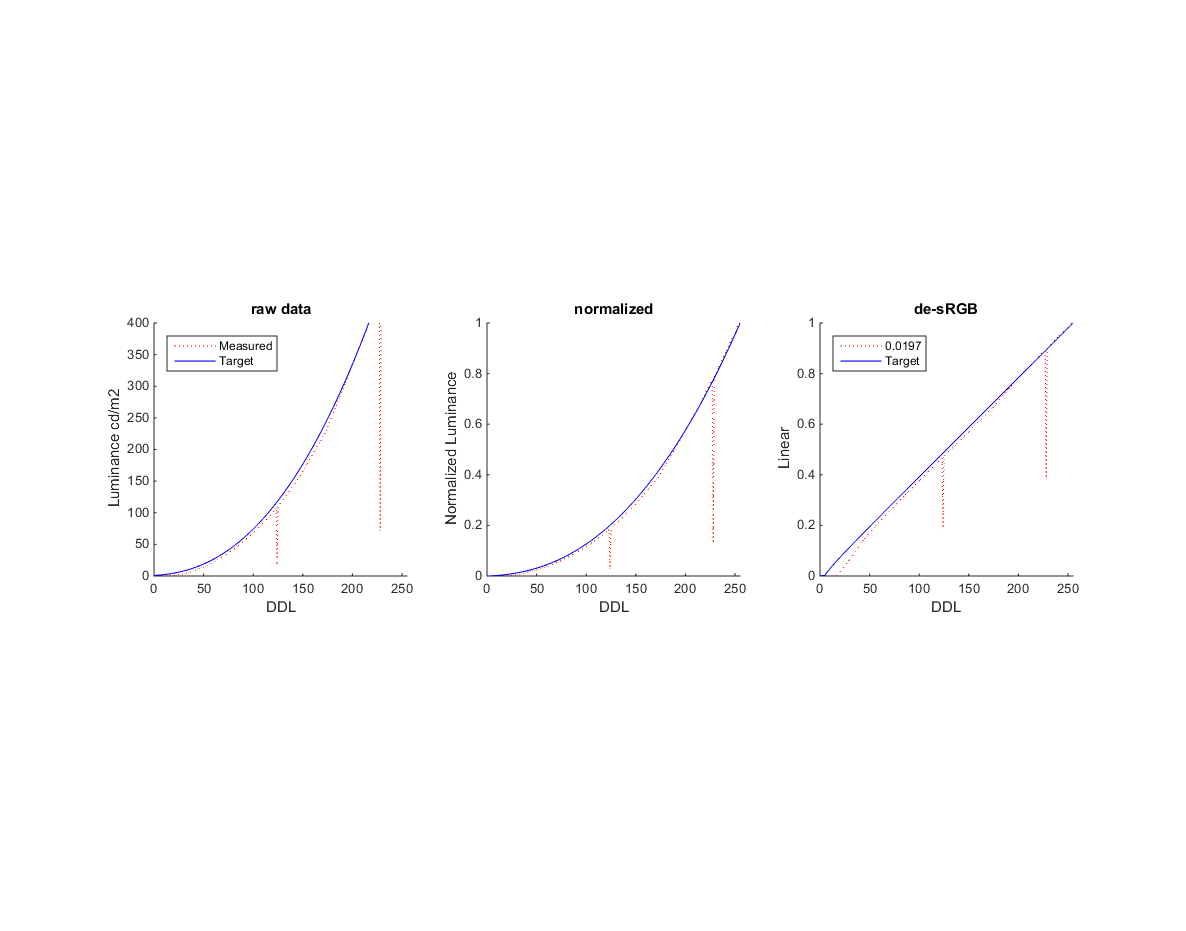 raw data
Luminance cd/m2
400
350
300
250
200
150
100
50
0
Measured
Target
0 50 100 150 200 250
DDL
normalized
Normalized Luminance
1
0.8
0.6
0.4
0.2
0
0 50 100 150 200 250
DDL
de-sRGB
Linear
1
0.8
0.6
0.4
0.2
0
0.0197
Target
0 50 100 150 200 250
DDL